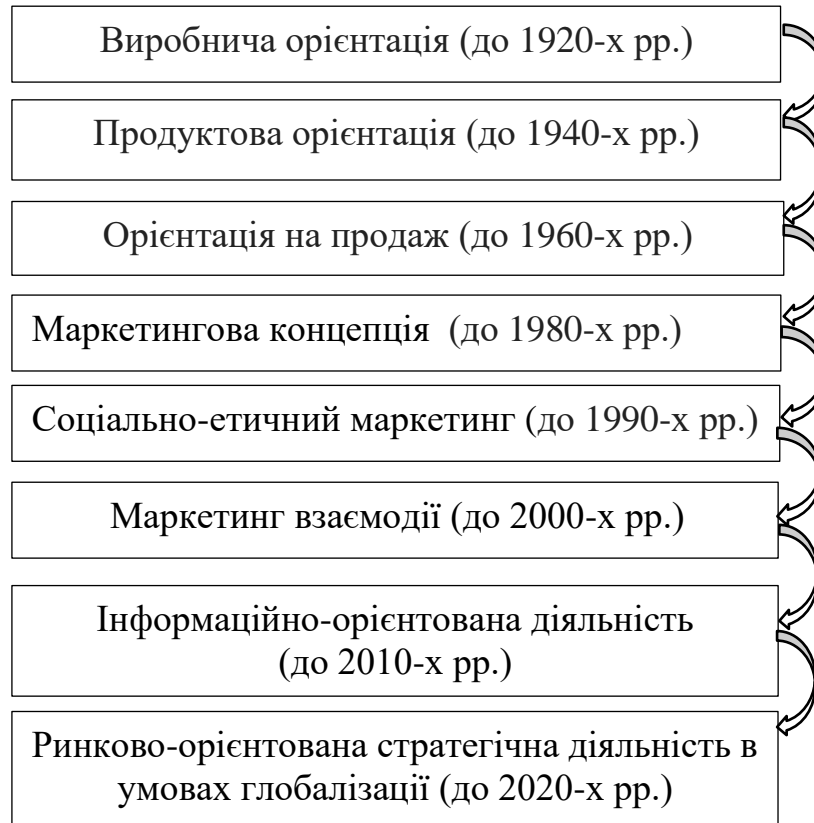 Виробнича орієнтація (до 1920-х рр.)
Продуктова орієнтація (до 1940-х рр.)
Орієнтація на продаж (до 1960-х рр.)
Маркетингова концепція (до 1980-х рр.)
Соціально-етичний маркетинг (до 1990-х рр.)
Маркетинг взаємодії (до 2000-х рр.)
Інформаційно-орієнтована діяльність
(до 2010-х рр.)
Ринково-орієнтована стратегічна діяльність в
умовах глобалізації (до 2020-х рр.)